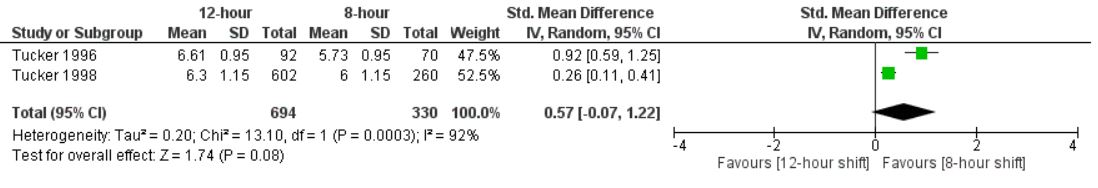 12-hour 8-hour Std. Mean Difference Std. Mean Difference
Study or Subgroup Mean SD Total Mean SD Total Weight IV, Random, 95% CI IV, Random, 95% CI
Tucker 1996 6.61 0.95 92 5.73 0.95 70 47.5% 0.92 [0.59, 1.25]
Tucker 1998 6.3 1.15 602 6 1.15 260 52.5% 0.26 [0.11, 0.41]
Total (95% CI) 694 330 100.0% 0.57 [-0.07, 1.22]
Heterogeneity: Tau² = 0.20; Chi² = 13.10, df = 1 (P = 0.0003); I² = 92%
Test for overall effect: Z = 1.74 (P = 0.08)
-4 -2 0 2 4
Favours [12-hour shift] Favours [8-hour shift]